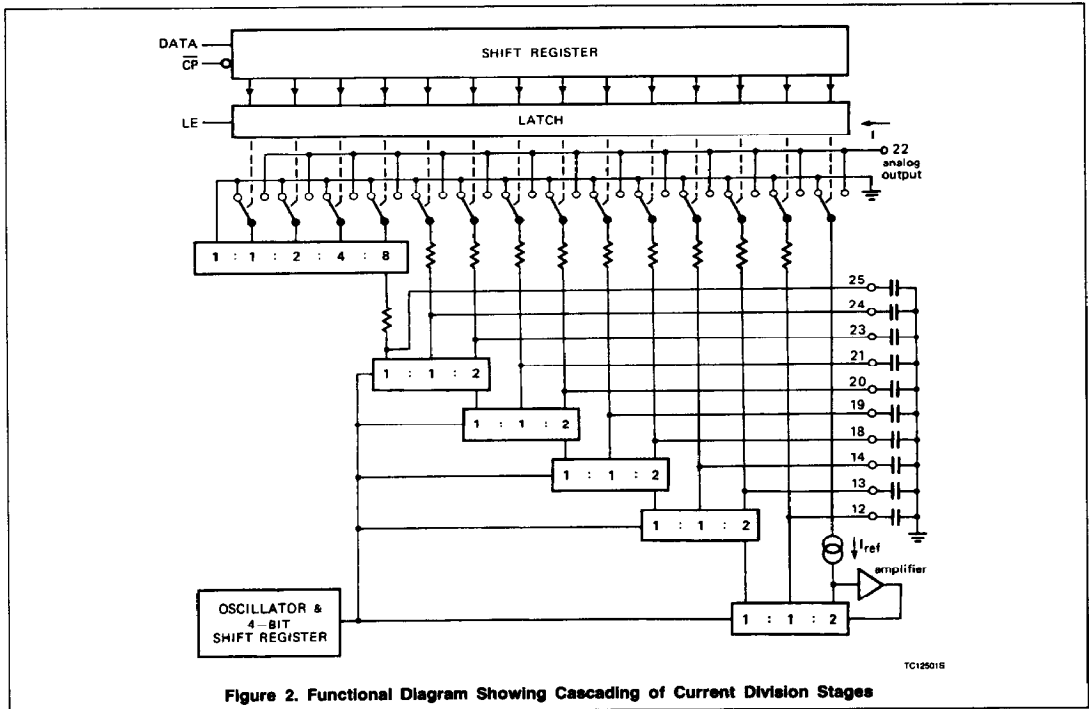 DATA
SHIFT REGISTER
CP
LE
LATCH
I
22
analog
output
1 : 1 : 2 : 4 : 8
25
24
23
1 : 1 : 2
21
20
1 : 1 : 2
19
18
1 : 1 : 2
14
13
1 : 1 : 2
12
Iref
amplifier
OSCILLATOR &
4-BIT
SHIFT REGISTER
1 : 1 : 2
TC12501S
Figure 2. Functional Diagram Showing Cascading of Current Division Stages